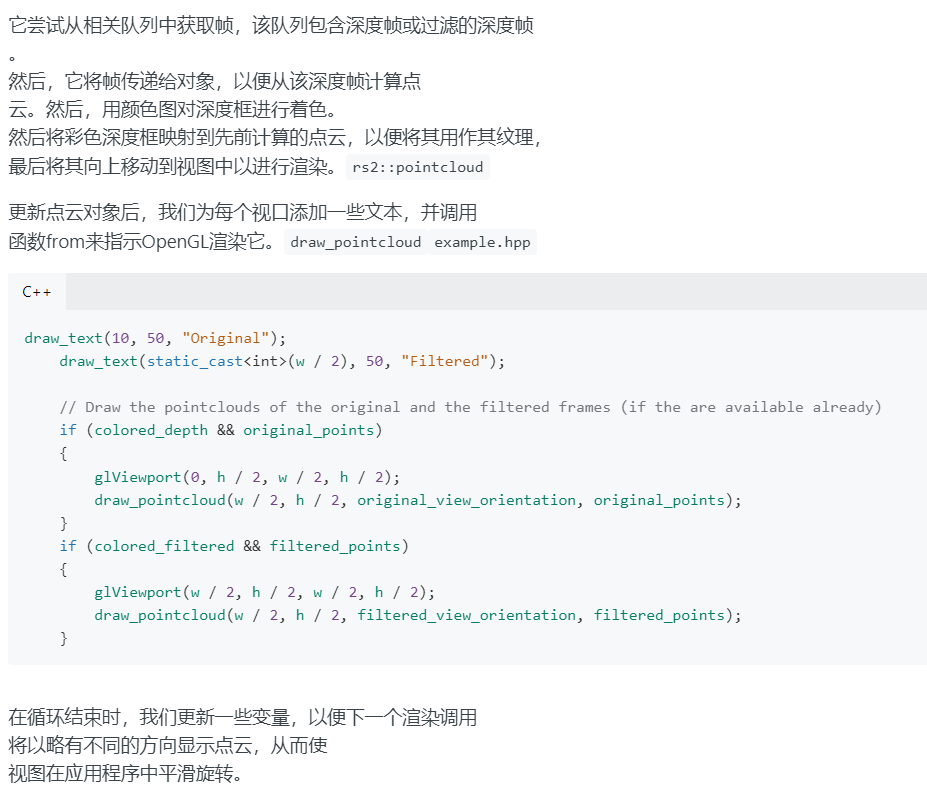 它尝试从相关队列中获取帧，该队列包含深度帧或过滤的深度帧
。
然后，它将帧传递给对象，以便从该深度帧计算点
云。然后，用颜色图对深度框进行着色。
然后将彩色深度框映射到先前计算的点云，以便将其用作其纹理，
最后将其向上移动到视图中以进行渲染。 rs2::pointcloud
更新点云对象后，我们为每个视口添加一些文本，并调用
函数from来指示OpenGL渲染它。 draw_pointcloud example.hpp
C++
draw_text(10, 50, "Original");
    draw_text(static_cast<int>(w / 2), 50, "Filtered");
    // Draw the pointclouds of the original and the filtered frames (if the are available already)
    if (colored_depth && original_points)
    {
        glViewport(0, h / 2, w / 2, h / 2);
        draw_pointcloud(w / 2, h / 2, original_view_orientation, original_points);
    }
    if (colored_filtered && filtered_points)
    {
        glViewport(w / 2, h / 2, w / 2, h / 2);
        draw_pointcloud(w / 2, h / 2, filtered_view_orientation, filtered_points);
    }
在循环结束时，我们更新一些变量，以便下一个渲染调用
将以略有不同的方向显示点云，从而使
视图在应用程序中平滑旋转。